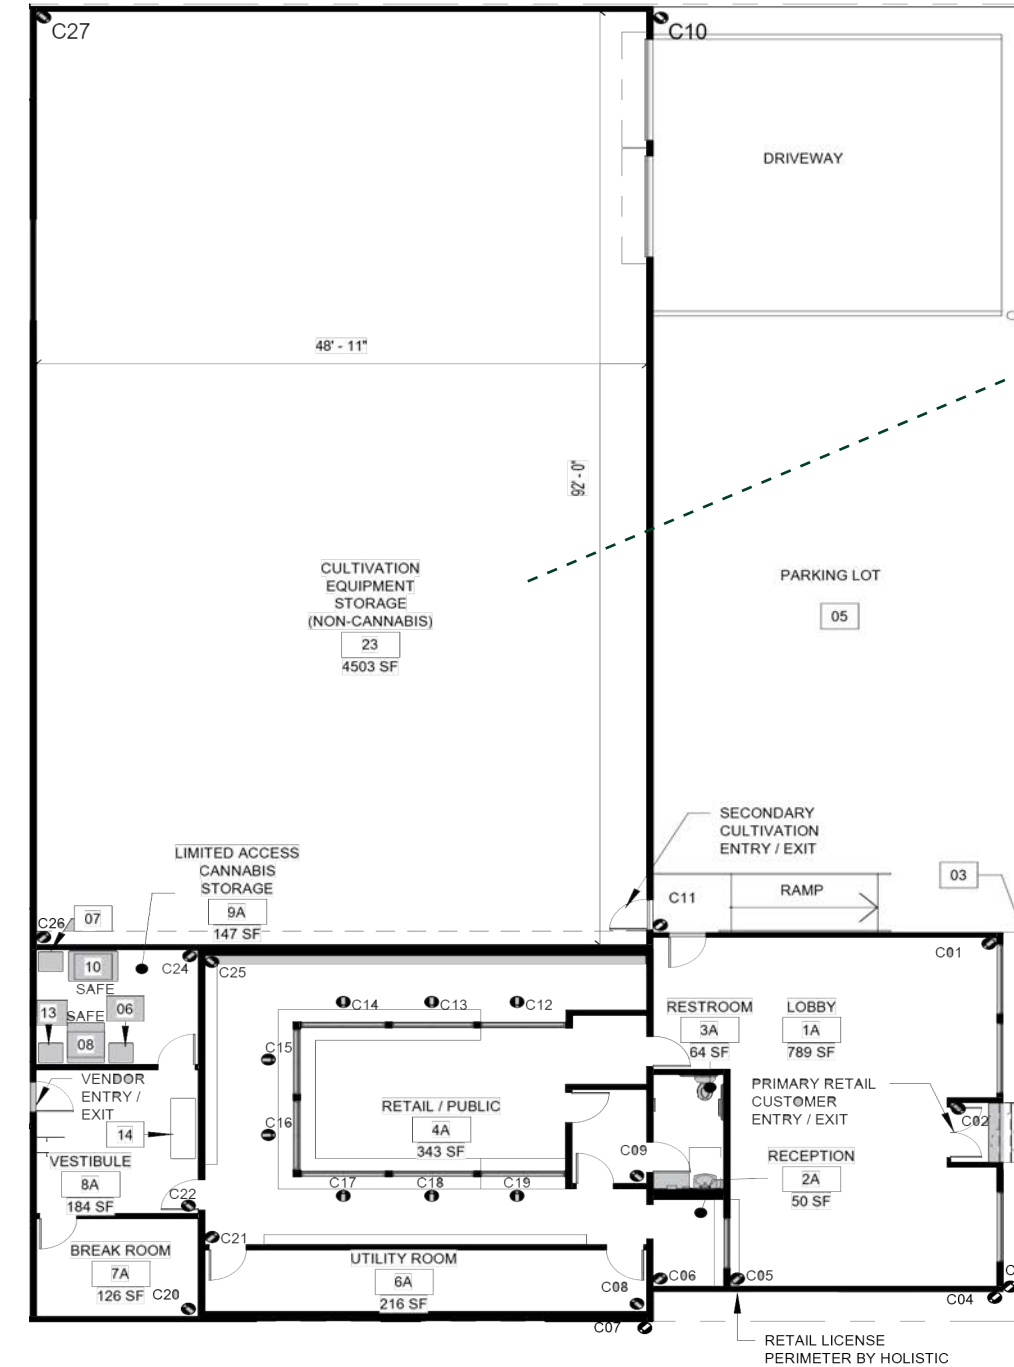 C27
C10
DRIVEWAY
48' - 11"
92' - 0"
CULTIVATION
EQUIPMENT
STORAGE
(NON-CANNABIS)
23
4503 SF
PARKING LOT
05
SECONDARY
CULTIVATION
ENTRY / EXIT
LIMITED ACCESS
CANNABIS
STORAGE
9A
147 SF
C11
RAMP
03
C26
07
C24
C25
C01
10
SAFE
13
SAFE
06
08
C14
C13
C12
RESTROOM
3A
64 SF
LOBBY
1A
789 SF
C15
VENDOR
ENTRY /
EXIT
14
RETAIL / PUBLIC
4A
343 SF
C16
PRIMARY RETAIL
CUSTOMER
ENTRY / EXIT
C02
C09
RECEPTION
2A
50 SF
VESTIBULE
8A
184 SF
C17
C18
C19
C22
C21
BREAK ROOM
7A
126 SF
C20
UTILITY ROOM
6A
216 SF
C08
C06
C05
C04
C07
RETAIL LICENSE
PERIMETER BY HOLISTIC